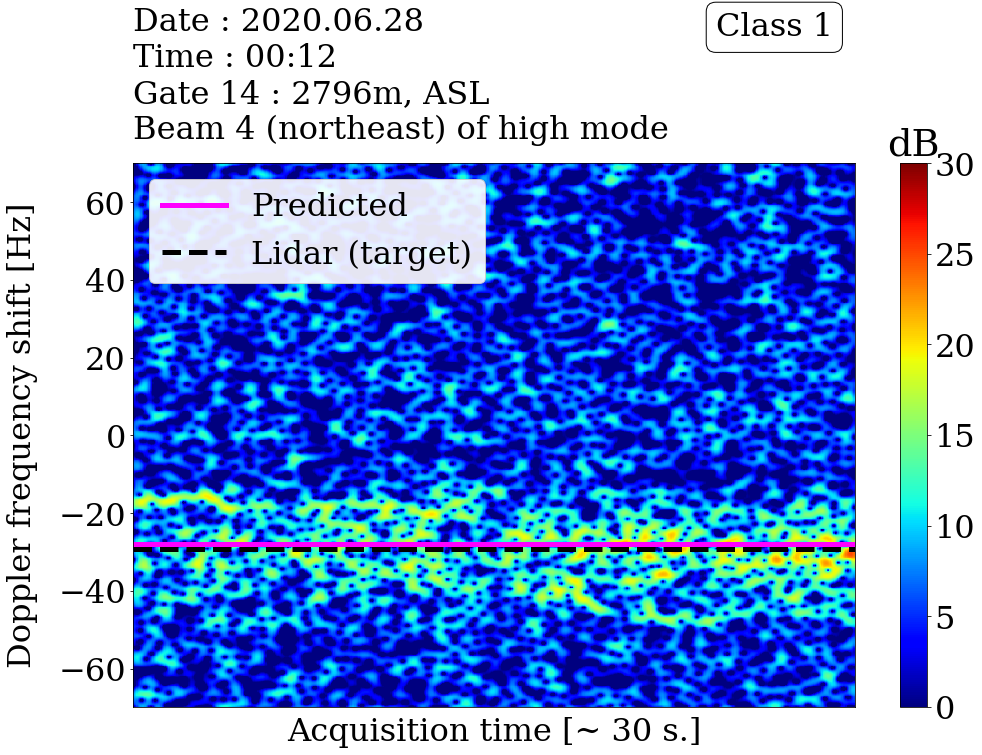 Date : 2020.06.28
Time : 00:12
Gate 14 : 2796m, ASL
Beam 4 (northeast) of high mode
Class 1
dB
Predicted
Lidar (target)
Doppler frequency shift [Hz]
60
40
20
0
−20
−40
−60
30
25
20
15
10
5
0
Acquisition time [~ 30 s.]